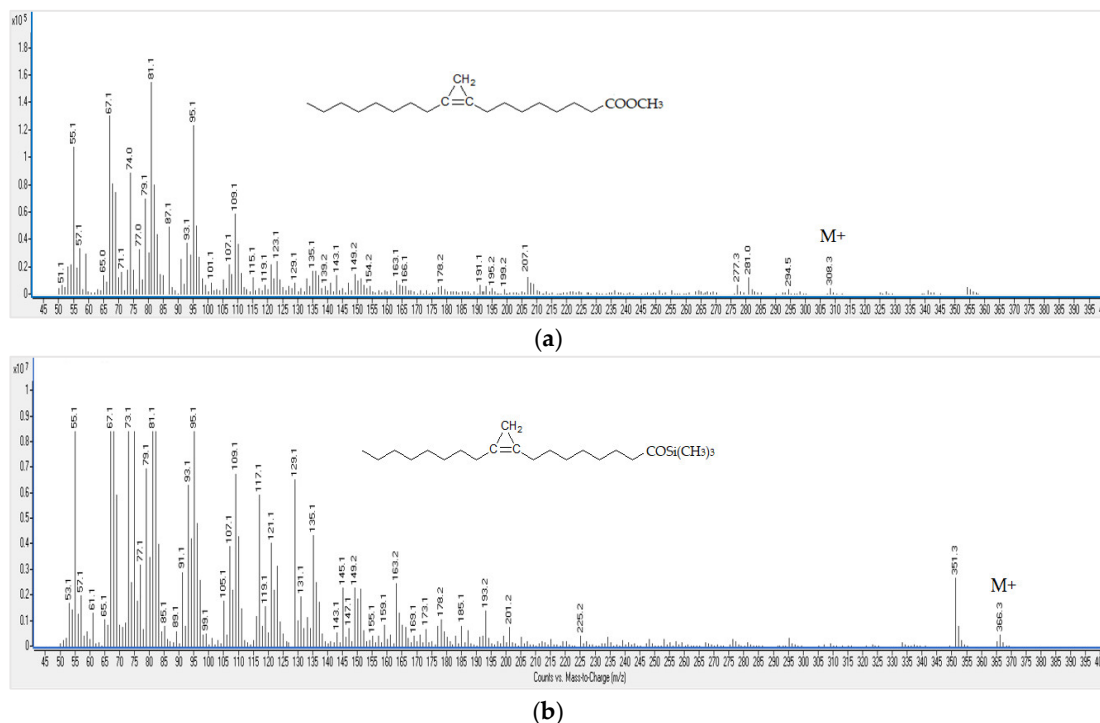 x10 5
1.8
1.6
1.4
1.2
1
0.8
0.6
0.4
0.2
0
CH2
COOCH3
M+
51.1 55.1 57.1 65.0 67.1 71.1 74.0 77.0 79.1 81.1 87.1 93.1 95.1 101.1 107.1 109.1 115.1 119.1 123.1 129.1 135.1 139.2 143.1 149.2 154.2 163.1 166.1 178.2 191.1 195.2 199.2 207.1 277.3 281.0 294.5 308.3
45 50 55 60 65 70 75 80 85 90 95 100 105 110 115 120 125 130 135 140 145 150 155 160 165 170 175 180 185 190 195 200 205 210 215 220 225 230 235 240 245 250 255 260 265 270 275 280 285 290 295 300 305 310 315 320 325 330 335 340 345 350 355 360 365 370 375 380 385 390 395
(a)
x10 7
1
0.9
0.8
0.7
0.6
0.5
0.4
0.3
0.2
0.1
0
CH2
COSi(CH3)3
M+
53.1 55.1 57.1 61.1 65.1 67.1 73.1 77.1 79.1 81.1 85.1 89.1 91.1 93.1 95.1 99.1 105.1 107.1 109.1 117.1 119.1 121.1 129.1 131.1 135.1 143.1 145.1 147.1 149.2 155.1 159.1 163.2 169.1 173.1 178.2 185.1 193.2 201.2 225.2 351.3 366.3
45 50 55 60 65 70 75 80 85 90 95 100 105 110 115 120 125 130 135 140 145 150 155 160 165 170 175 180 185 190 195 200 205 210 215 220 225 230 235 240 245 250 255 260 265 270 275 280 285 290 295 300 305 310 315 320 325 330 335 340 345 350 355 360 365 370 375 380 385 390 395
Counts vs. Mass-to-Charge (m/z)
(b)